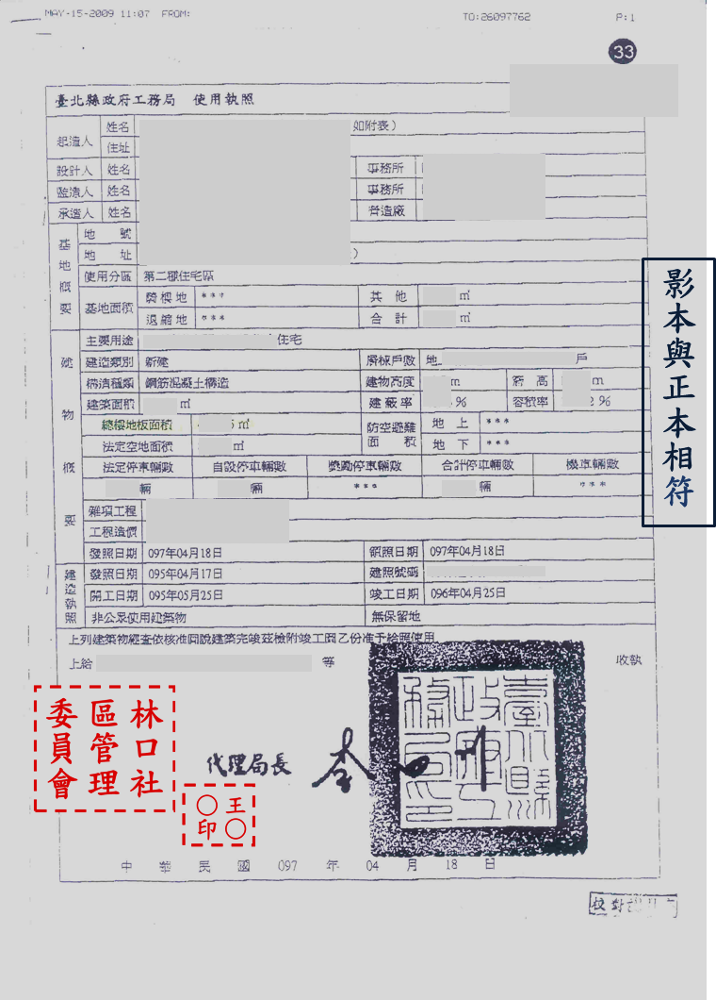 MAY-15-2009 11:07 FROM: TO:26097762 P:1
33
臺北縣政府工務局 使用執照
起造人 姓名 如附表)
住址
設計人 姓名 事務所
監造人 姓名 事務所
承造人 姓名 營造廠
基地概要 地號
地址 )
使用分區 第二種住宅區
基地面積 騎樓地 *** 其他 ㎡
退縮地 *** 合計 ㎡
建物概要 主要用途 住宅
建造類別 新建 層棟戶數 地 戶
構造種類 鋼筋混凝土構造 建物高度 m 簷高 m
建築面積 ㎡ 建蔽率 % 容積率 2%
總樓地板面積 ㎡ 防空避難面積 地上 ***
法定空地面積 ㎡ 地下 ***
法定停車輛數 自設停車輛數 獎勵停車輛數 合計停車輛數 機車輛數
輛 輛 *** 輛 ***
雜項工程
工程造價
發照日期 097年04月18日 領照日期 097年04月18日
建造執照 發照日期 095年04月17日 建照號碼
開工日期 095年05月25日 竣工日期 096年04月25日
非公眾使用建築物 無保留地
上列建築物經查依核准圖說建築完竣茲檢附竣工圖乙份准予給照使用
上給 等 收執
代理局長 李
臺北縣政府工務局印
中華民國 097 年 04 月 18 日
校對
影本與正本相符
林口社區管理委員會
王〇〇印